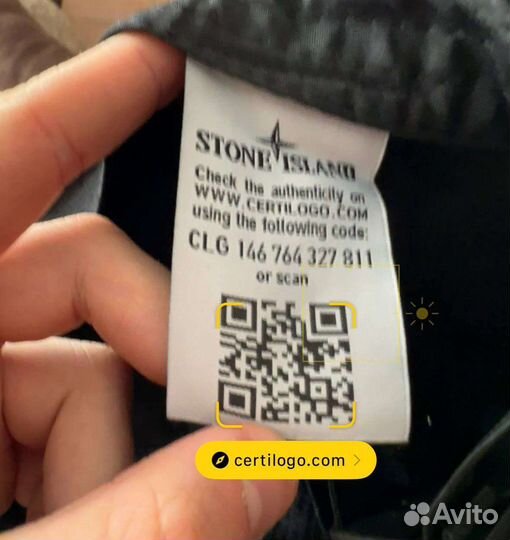 STONE ISLAND
Check the authenticity on
WWW.CERTILOGO.COM
using the following code:
CLG 146 764 327 811
or scan
certilogo.com
Avito